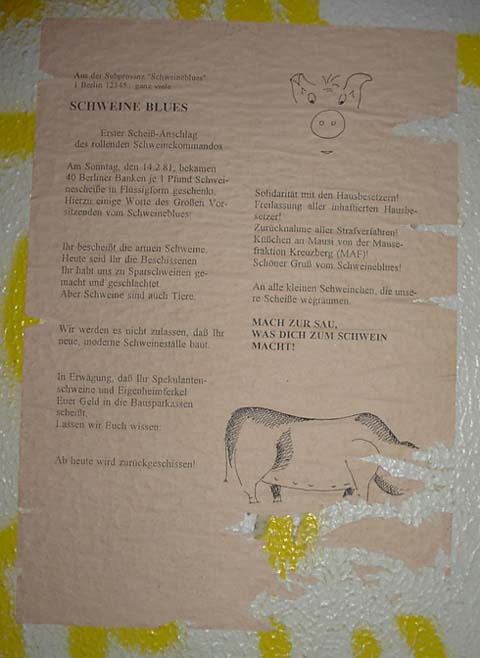 Aus der Subprovinz "Schweineblues"
1 Berlin 12345 ganz viele
SCHWEINE BLUES
Erster Scheiß-Anschlag
des rollenden Schweinekommandos
Am Sonntag, den 14.2.81, bekamen
40 Berliner Banken je 1 Pfund Schwei-
nescheiße in Flüssigform geschenkt.
Hierzu einige Worte des Großen Vor-
sitzenden vom Schweineblues:
Ihr bescheißt die armen Schweine.
Heute seid Ihr die Beschissenen
Ihr habt uns zu Sparschweinen ge-
macht und geschlachtet.
Aber Schweine sind auch Tiere.
Wir werden es nicht zulassen, daß Ihr
neue, moderne Schweineställe baut.
In Erwägung, daß Ihr Spekulanten-
schweine und Eigenheimferkel
Euer Geld in die Bausparkassen
scheißt,
Lassen wir Euch wissen:
Ab heute wird zurückgeschissen!
Solidarität mit den Hausbesetzern!
Freilassung aller inhaftierten Hausbe-
setzer!
Zurücknahme aller Strafverfahren!
Küßchen an Mausi von der Mause-
fraktion Kreuzberg (MAF)!
Schöner Gruß vom Schweineblues!
An alle kleinen Schweinchen, die unse-
re Scheiße wegräumen.
MACH ZUR SAU,
WAS DICH ZUM SCHWEIN
MACHT!